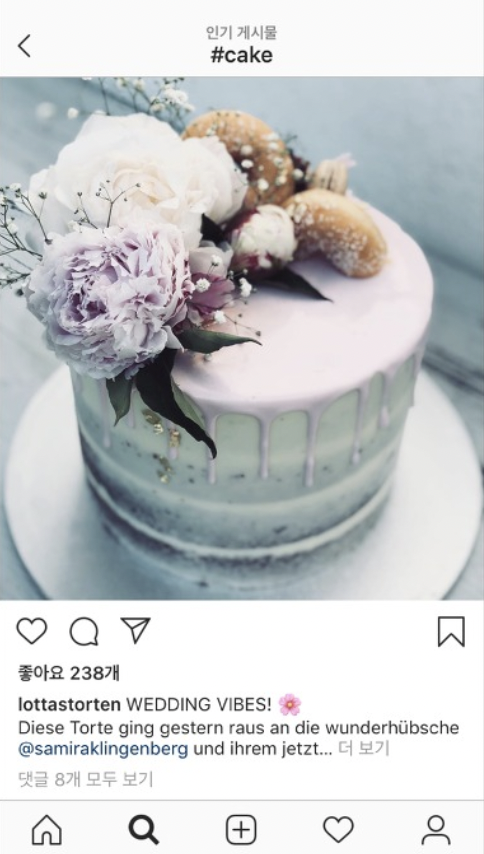 인기 게시물
#cake
좋아요 238개
lottastorten WEDDING VIBES! 🌸
Diese Torte ging gestern raus an die wunderhübsche
@samiraklingenberg und ihrem jetzt... 더 보기
댓글 8개 모두 보기